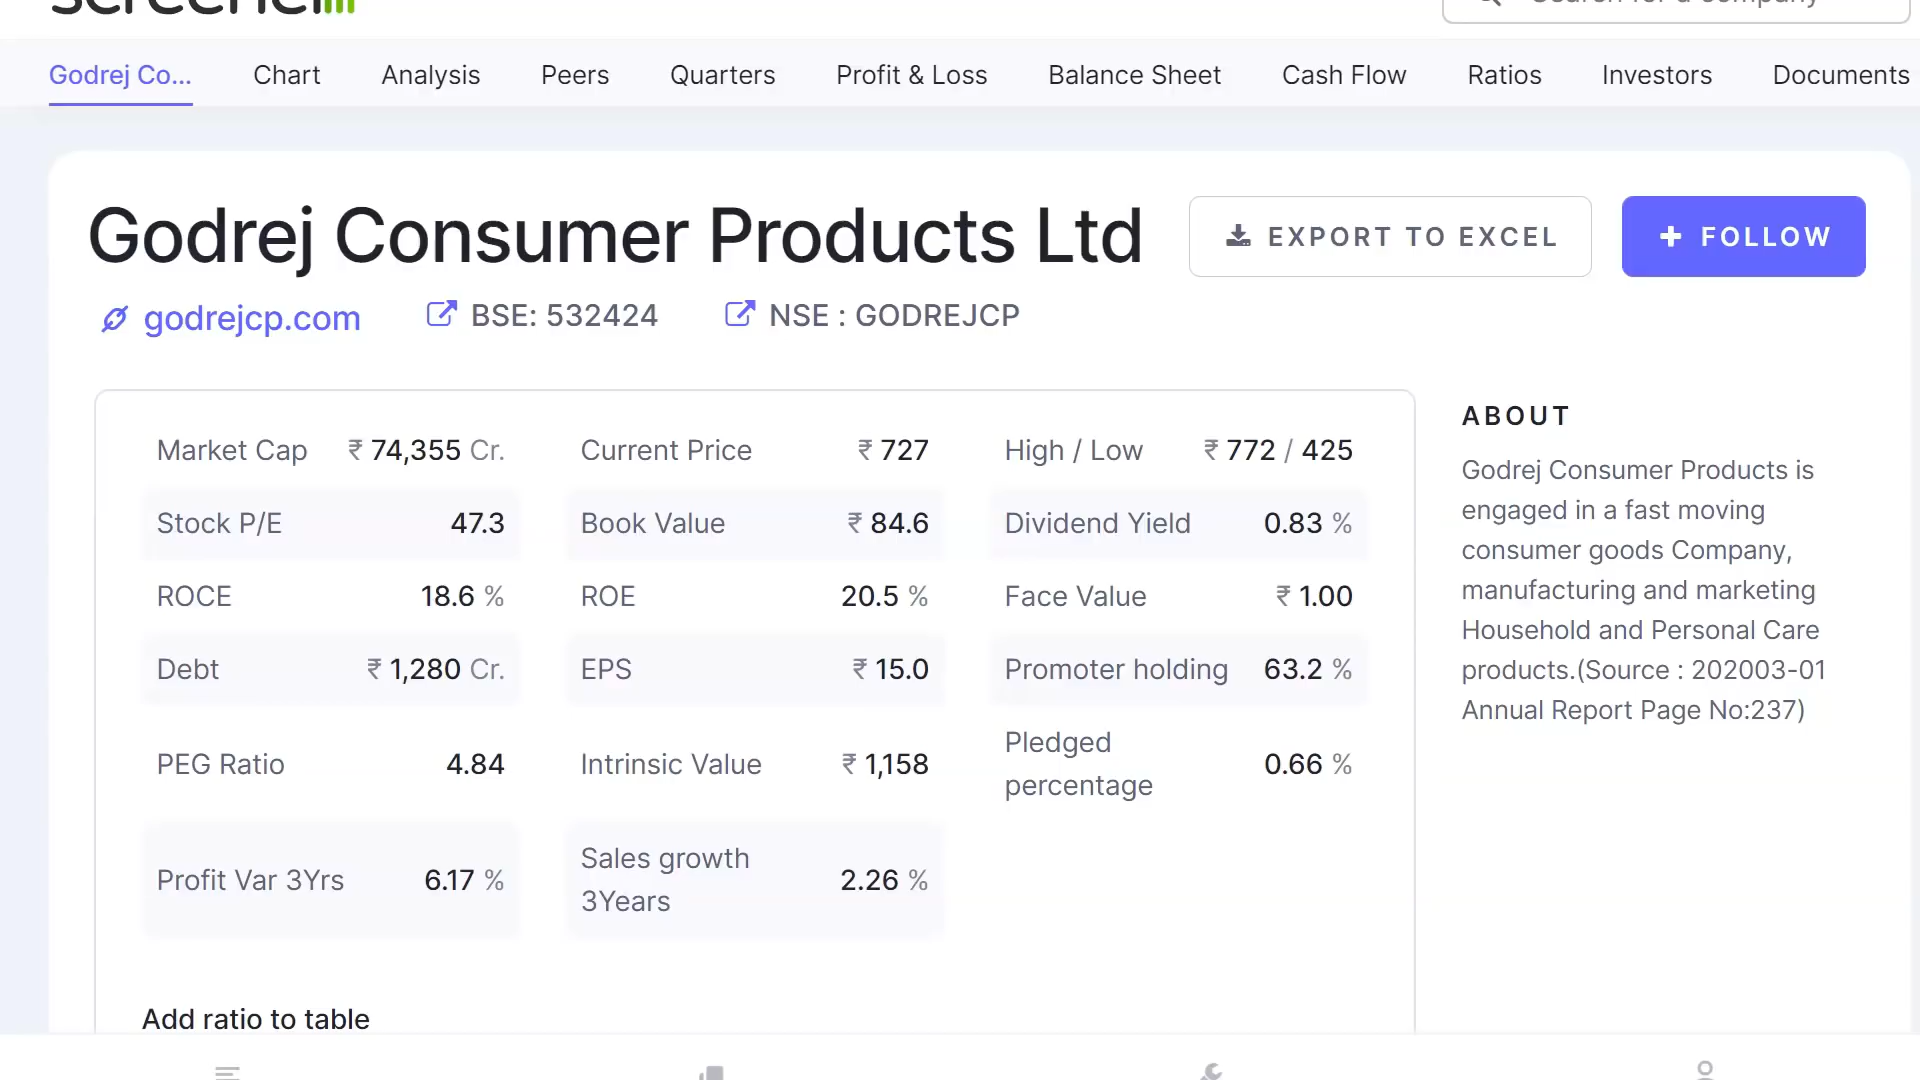 screener
Search for a company
Godrej Co... Chart Analysis Peers Quarters Profit & Loss Balance Sheet Cash Flow Ratios Investors Documents
Godrej Consumer Products Ltd
EXPORT TO EXCEL
FOLLOW
godrejcp.com BSE: 532424 NSE : GODREJCP
Market Cap ₹ 74,355 Cr.
Current Price ₹ 727
High / Low ₹ 772 / 425
Stock P/E 47.3
Book Value ₹ 84.6
Dividend Yield 0.83 %
ROCE 18.6 %
ROE 20.5 %
Face Value ₹ 1.00
Debt ₹ 1,280 Cr.
EPS ₹ 15.0
Promoter holding 63.2 %
PEG Ratio 4.84
Intrinsic Value ₹ 1,158
Pledged
percentage 0.66 %
Profit Var 3Yrs 6.17 %
Sales growth
3Years 2.26 %
Add ratio to table
ABOUT
Godrej Consumer Products is
engaged in a fast moving
consumer goods Company,
manufacturing and marketing
Household and Personal Care
products.(Source : 202003-01
Annual Report Page No:237)